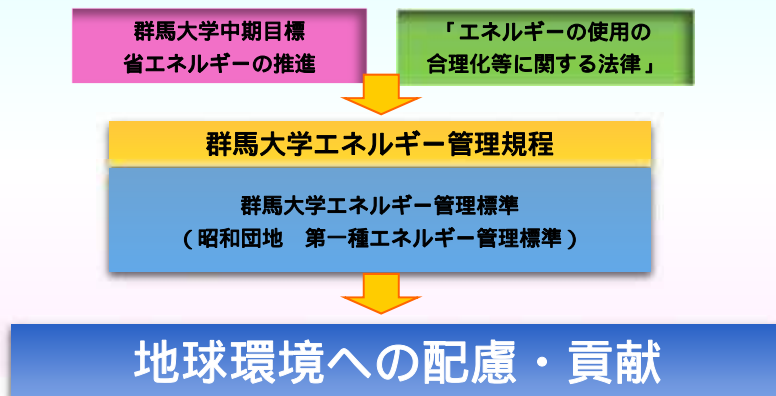 群馬大学中期目標
省エネルギーの推進
「エネルギーの使用の
合理化等に関する法律」
群馬大学エネルギー管理規程
群馬大学エネルギー管理標準
(昭和団地　第一種エネルギー管理標準)
地球環境への配慮・貢献